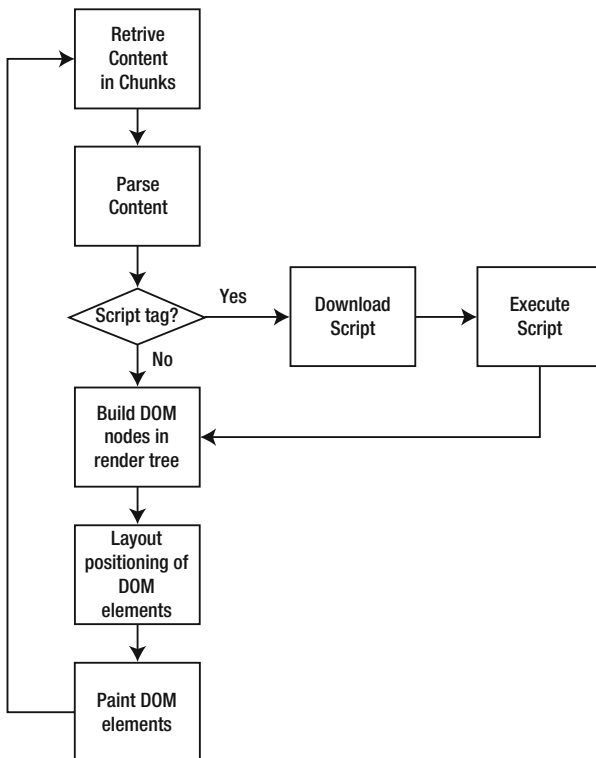 Retrive
Content
in Chunks
Parse
Content
Script tag?
Yes
Download
Script
Execute
Script
No
Build DOM
nodes in
render tree
Layout
positioning of
DOM
elements
Paint DOM
elements